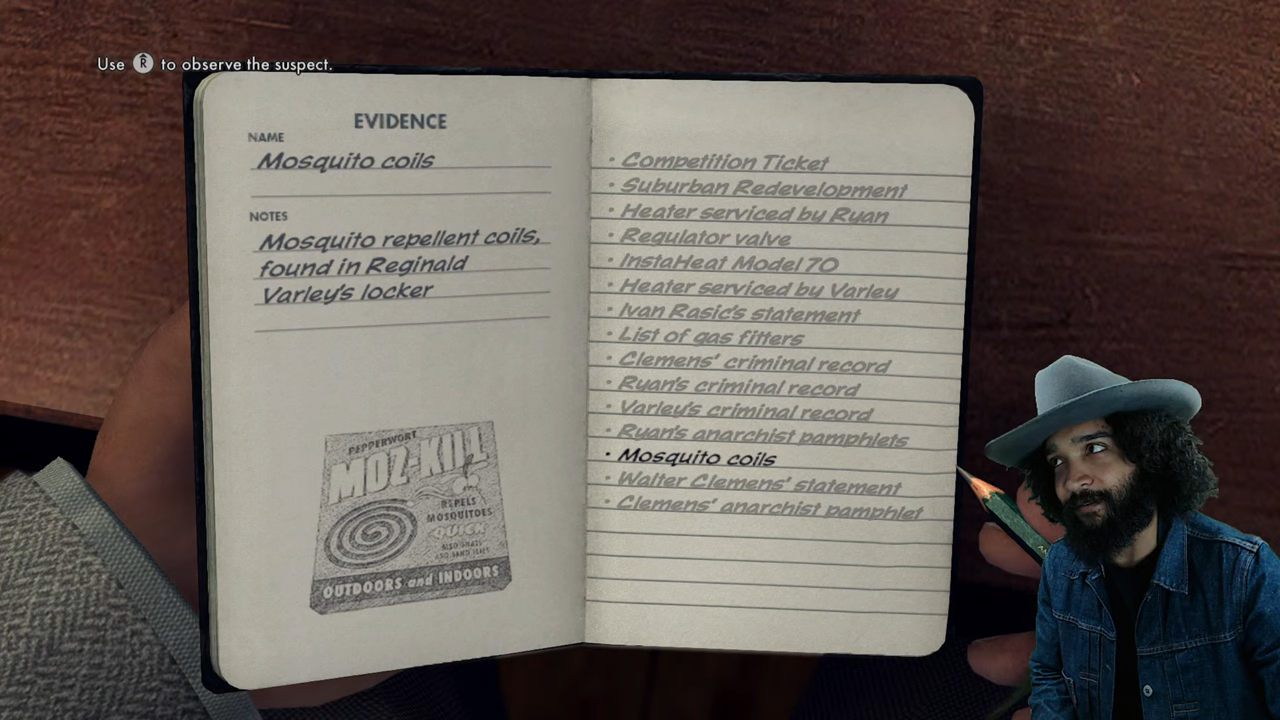 Use R to observe the suspect.
EVIDENCE
NAME
Mosquito coils
NOTES
Mosquito repellent coils,
found in Reginald
Varley's locker
PEPPERWORT
MOZ-KILL
REPELS
MOSQUITOES
QUICK
OUTDOORS and INDOORS
• Competition Ticket
• Suburban Redevelopment
• Heater serviced by Ryan
• Regulator valve
• InstaHeat Model 70
• Heater serviced by Varley
• Ivan Rasic's statement
• List of gas fitters
• Clemens' criminal record
• Ryan's criminal record
• Varley's criminal record
• Ryan's anarchist pamphlets
• Mosquito coils
• Walter Clemens' statement
• Clemens' anarchist pamphlet